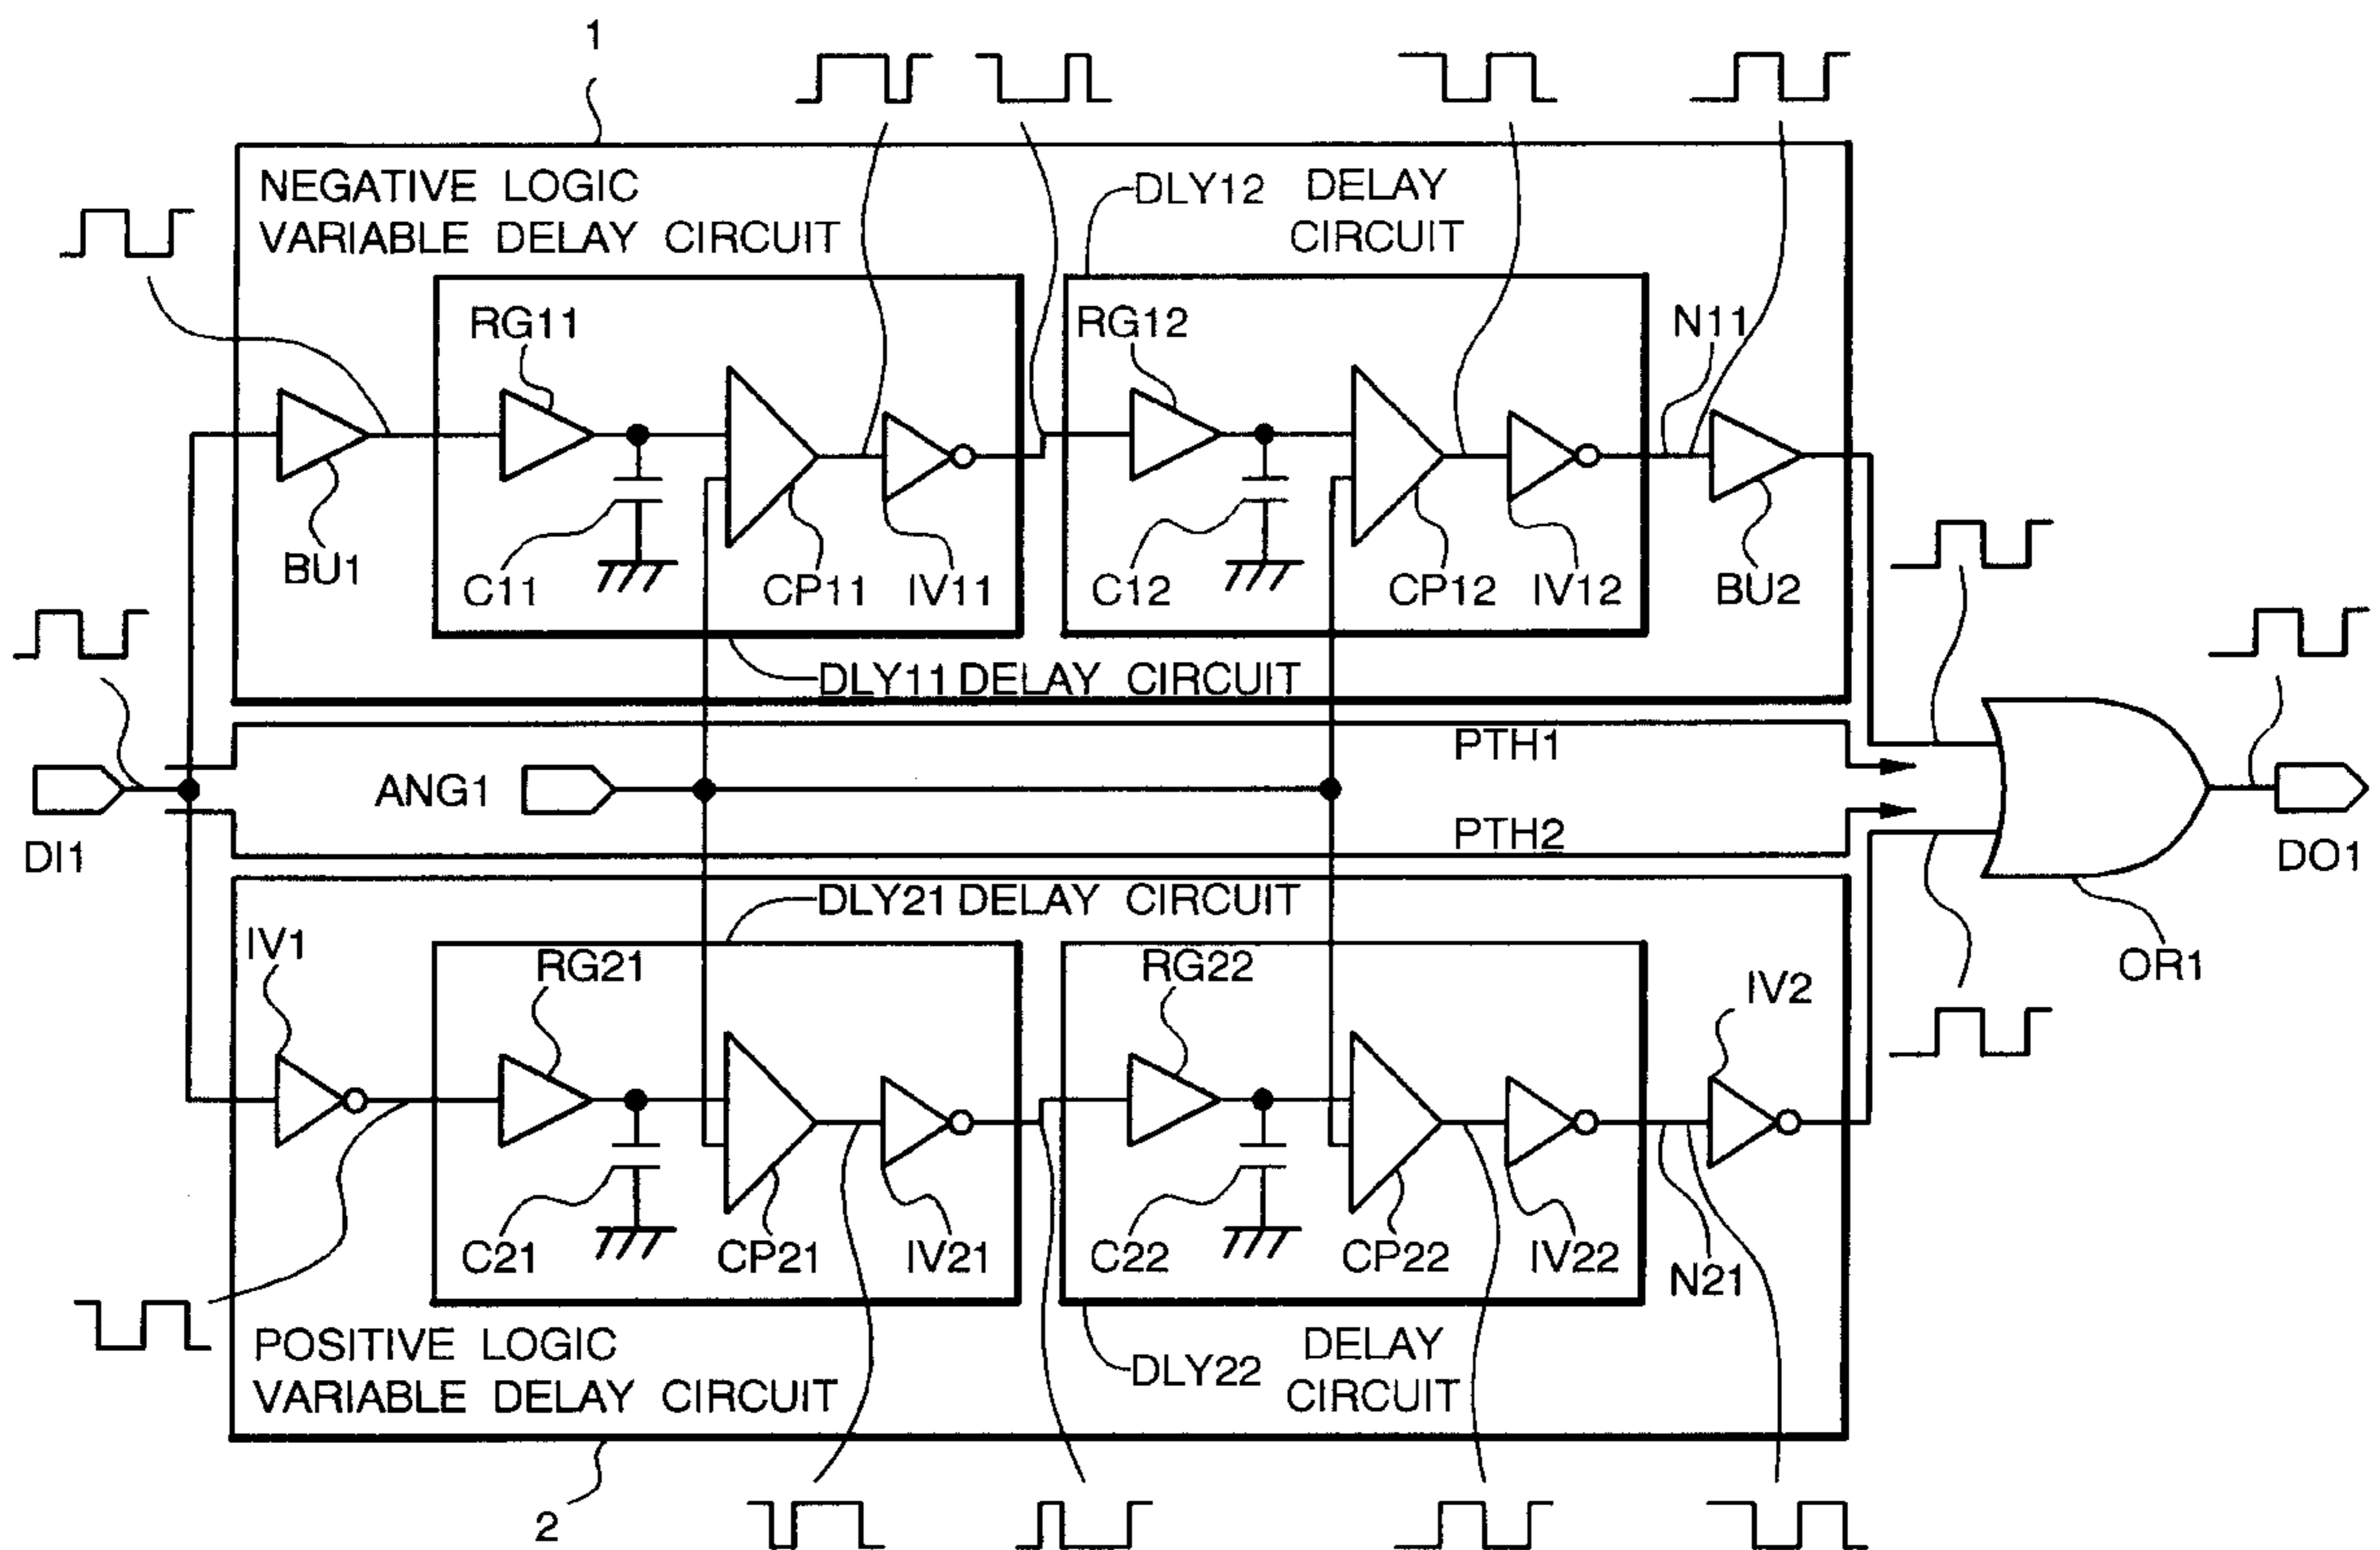 1
NEGATIVE LOGIC
VARIABLE DELAY CIRCUIT
DLY12 DELAY
CIRCUIT
RG11
RG12
N11
BU1
C11
CP11
IV11
C12
CP12
IV12
BU2
DLY11 DELAY CIRCUIT
PTH1
ANG1
PTH2
DI1
DO1
DLY21 DELAY CIRCUIT
IV1
RG21
RG22
IV2
OR1
C21
CP21
IV21
C22
CP22
IV22
N21
POSITIVE LOGIC
VARIABLE DELAY CIRCUIT
DLY22
DELAY
CIRCUIT
2